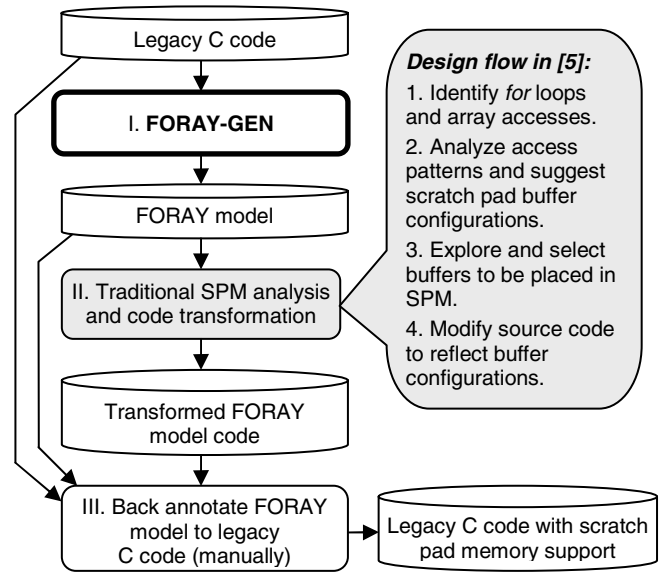 Legacy C code
I. FORAY-GEN
FORAY model
II. Traditional SPM analysis
and code transformation
Transformed FORAY
model code
III. Back annotate FORAY
model to legacy
C code (manually)
Legacy C code with scratch
pad memory support
Design flow in [5]:
1. Identify for loops
and array accesses.
2. Analyze access
patterns and suggest
scratch pad buffer
configurations.
3. Explore and select
buffers to be placed in
SPM.
4. Modify source code
to reflect buffer
configurations.